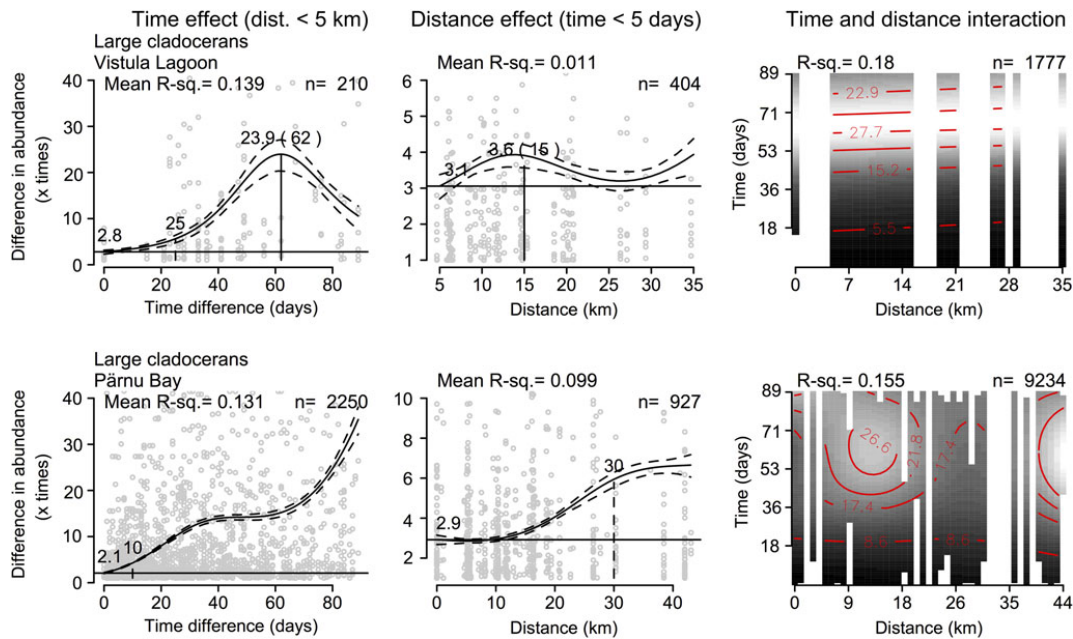 Time effect (dist. < 5 km)
Distance effect (time < 5 days)
Time and distance interaction
Large cladocerans
Vistula Lagoon
Mean R-sq.= 0.139 n= 210
Difference in abundance
(x times)
40
30
20
10
0
2.8
25
23.9 ( 62 )
0 20 40 60 80
Time difference (days)
Mean R-sq.= 0.011 n= 404
6
5
4
3
2
1
3.1
3.6 ( 15 )
5 10 15 20 25 30 35
Distance (km)
R-sq.= 0.18 n= 1777
Time (days)
89
71
53
36
18
22.9
27.7
15.2
5.5
0 7 14 21 28 35
Distance (km)
Large cladocerans
Pärnu Bay
Mean R-sq.= 0.131 n= 2250
Difference in abundance
(x times)
40
30
20
10
0
2.1
10
0 20 40 60 80
Time difference (days)
Mean R-sq.= 0.099 n= 927
10
8
6
4
2
2.9
30
0 10 20 30 40
Distance (km)
R-sq.= 0.155 n= 9234
Time (days)
89
71
53
36
18
26.6
21.8
17.4
17.4
0 9 18 26 35 44
Distance (km)